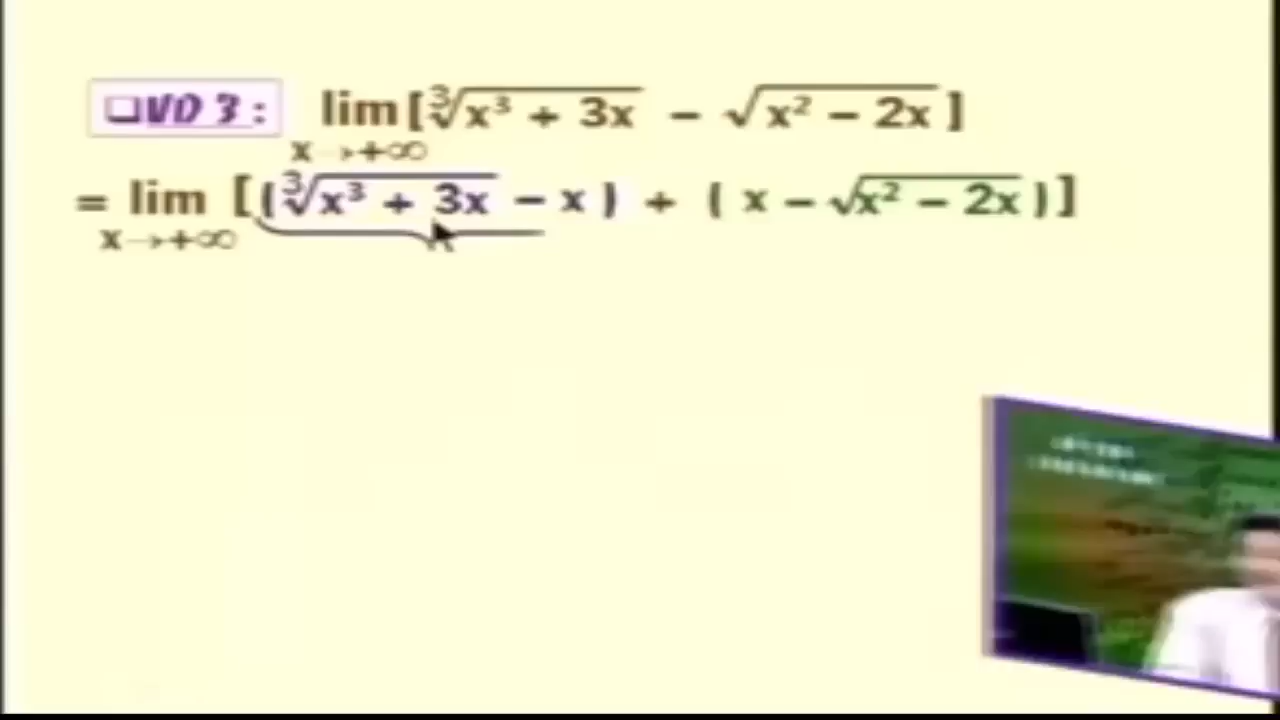 ❑VD 3 : lim[∛(x³ + 3x) − √(x² − 2x)]
x→+∞
= lim [(∛(x³ + 3x) − x) + (x − √(x² − 2x))]
x→+∞